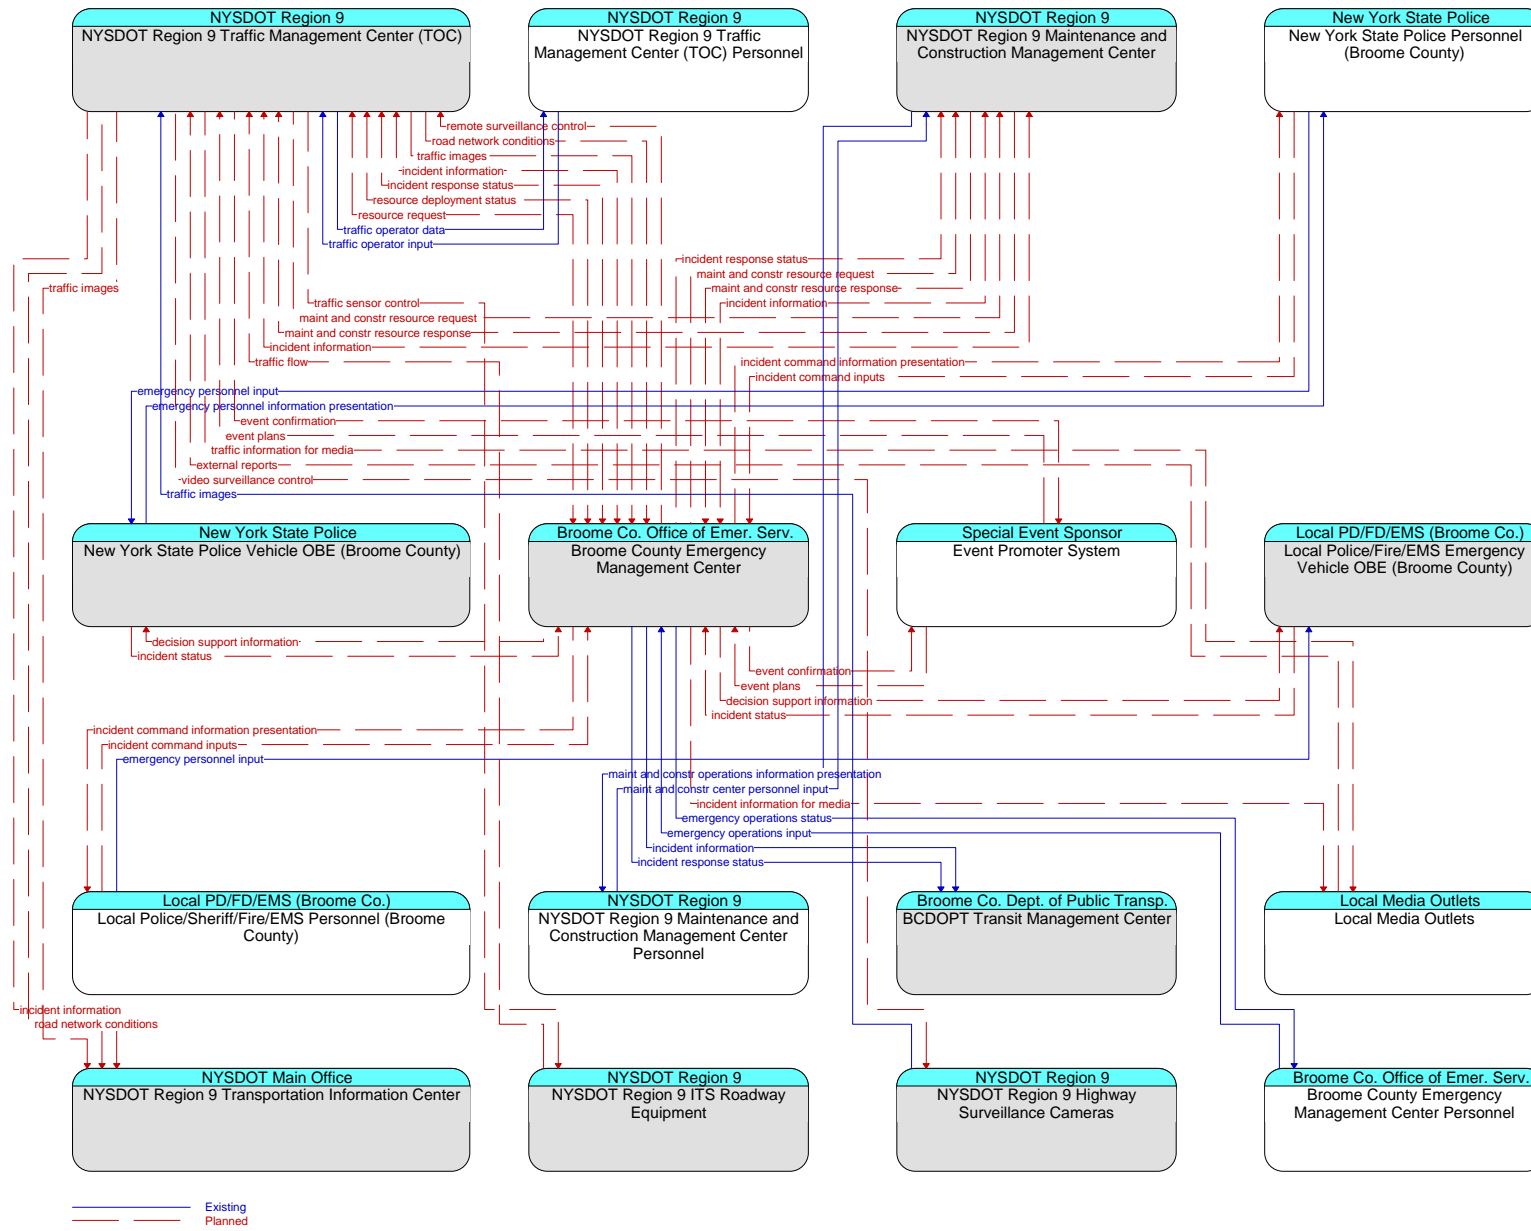 NYSDOT Region 9
NYSDOT Region 9 Traffic Management Center (TOC)
NYSDOT Region 9
NYSDOT Region 9 Traffic
Management Center (TOC) Personnel
NYSDOT Region 9
NYSDOT Region 9 Maintenance and
Construction Management Center
New York State Police
New York State Police Personnel
(Broome County)
remote surveillance control
road network conditions
traffic images
incident information
incident response status
resource deployment status
resource request
traffic operator data
traffic operator input
incident response status
maint and constr resource request
maint and constr resource response
incident information
traffic images
traffic sensor control
maint and constr resource request
maint and constr resource response
incident information
traffic flow
incident command information presentation
incident command inputs
emergency personnel input
emergency personnel information presentation
event confirmation
event plans
traffic information for media
external reports
video surveillance control
traffic images
New York State Police
New York State Police Vehicle OBE (Broome County)
Broome Co. Office of Emer. Serv.
Broome County Emergency
Management Center
Special Event Sponsor
Event Promoter System
Local PD/FD/EMS (Broome Co.)
Local Police/Fire/EMS Emergency
Vehicle OBE (Broome County)
decision support information
incident status
event confirmation
event plans
decision support information
incident status
incident command information presentation
incident command inputs
emergency personnel input
maint and constr operations information presentation
maint and constr center personnel input
incident information for media
emergency operations status
emergency operations input
incident information
incident response status
Local PD/FD/EMS (Broome Co.)
Local Police/Sheriff/Fire/EMS Personnel (Broome
County)
NYSDOT Region 9
NYSDOT Region 9 Maintenance and
Construction Management Center
Personnel
Broome Co. Dept. of Public Transp.
BCDOPT Transit Management Center
Local Media Outlets
Local Media Outlets
incident information
road network conditions
NYSDOT Main Office
NYSDOT Region 9 Transportation Information Center
NYSDOT Region 9
NYSDOT Region 9 ITS Roadway
Equipment
NYSDOT Region 9
NYSDOT Region 9 Highway
Surveillance Cameras
Broome Co. Office of Emer. Serv.
Broome County Emergency
Management Center Personnel
Existing
Planned